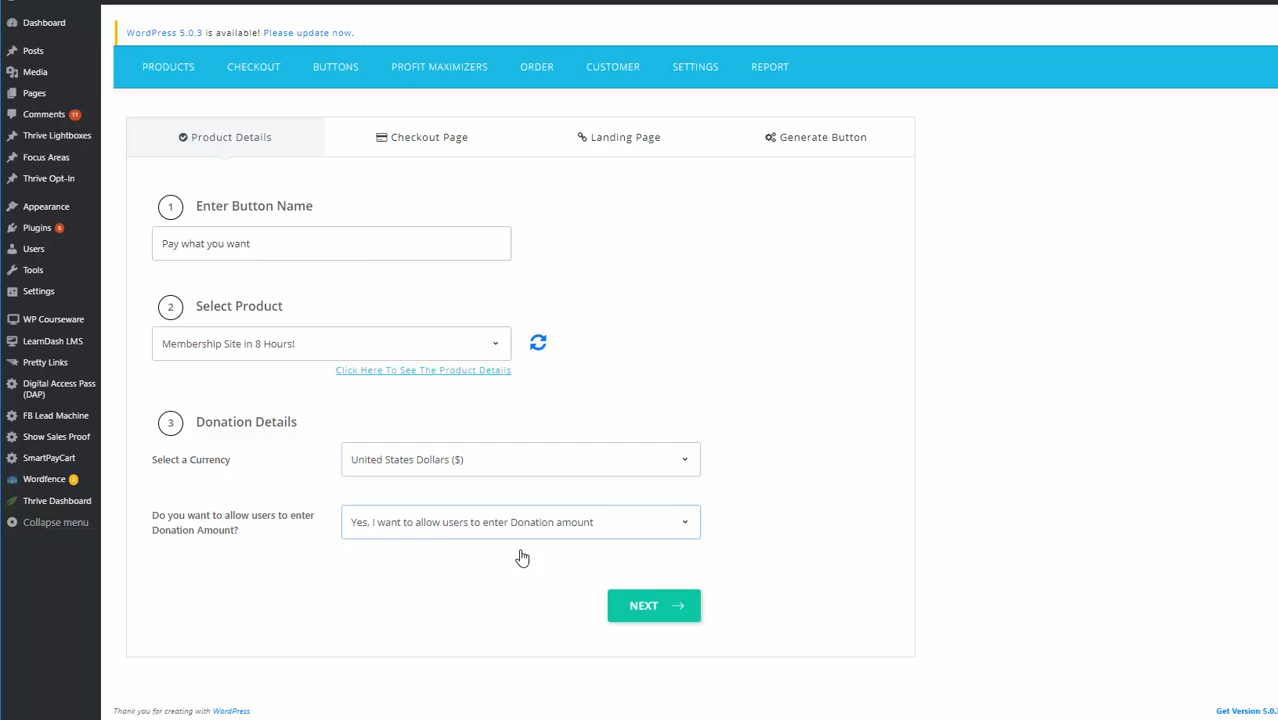 Dashboard
Posts
Media
Pages
Comments 11
Thrive Lightboxes
Focus Areas
Thrive Opt-In
Appearance
Plugins 5
Users
Tools
Settings
WP Courseware
LearnDash LMS
Pretty Links
Digital Access Pass
(DAP)
FB Lead Machine
Show Sales Proof
SmartPayCart
Wordfence 2
Thrive Dashboard
Collapse menu
WordPress 5.0.3 is available! Please update now.
PRODUCTS CHECKOUT BUTTONS PROFIT MAXIMIZERS ORDER CUSTOMER SETTINGS REPORT
Product Details Checkout Page Landing Page Generate Button
1 Enter Button Name
Pay what you want
2 Select Product
Membership Site in 8 Hours!
Click Here To See The Product Details
3 Donation Details
Select a Currency United States Dollars ($)
Do you want to allow users to enter
Donation Amount?
Yes, I want to allow users to enter Donation amount
NEXT
Thank you for creating with WordPress.
Get Version 5.0.3